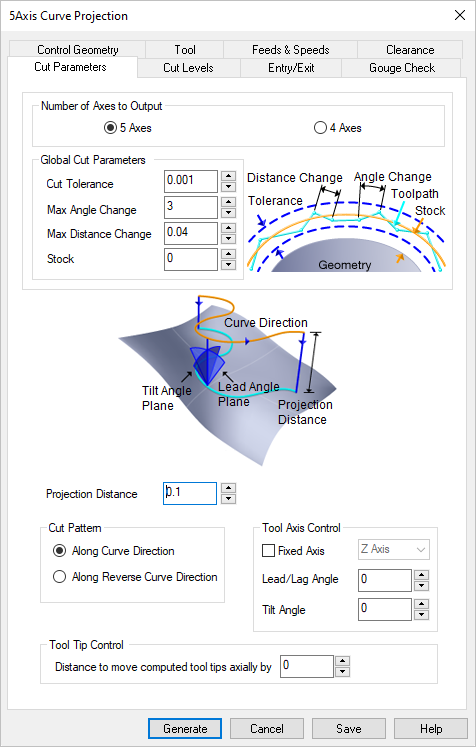 5Axis Curve Projection
Control Geometry Tool Feeds & Speeds Clearance
Cut Parameters Cut Levels Entry/Exit Gouge Check
Number of Axes to Output
5 Axes 4 Axes
Global Cut Parameters
Cut Tolerance 0.001
Max Angle Change 3
Max Distance Change 0.04
Stock 0
Distance Change Angle Change
Tolerance Toolpath
Stock
Geometry
Curve Direction
Tilt Angle
Plane
Lead Angle
Plane
Projection
Distance
Projection Distance 0.1
Cut Pattern
Along Curve Direction
Along Reverse Curve Direction
Tool Axis Control
Fixed Axis Z Axis
Lead/Lag Angle 0
Tilt Angle 0
Tool Tip Control
Distance to move computed tool tips axially by 0
Generate Cancel Save Help